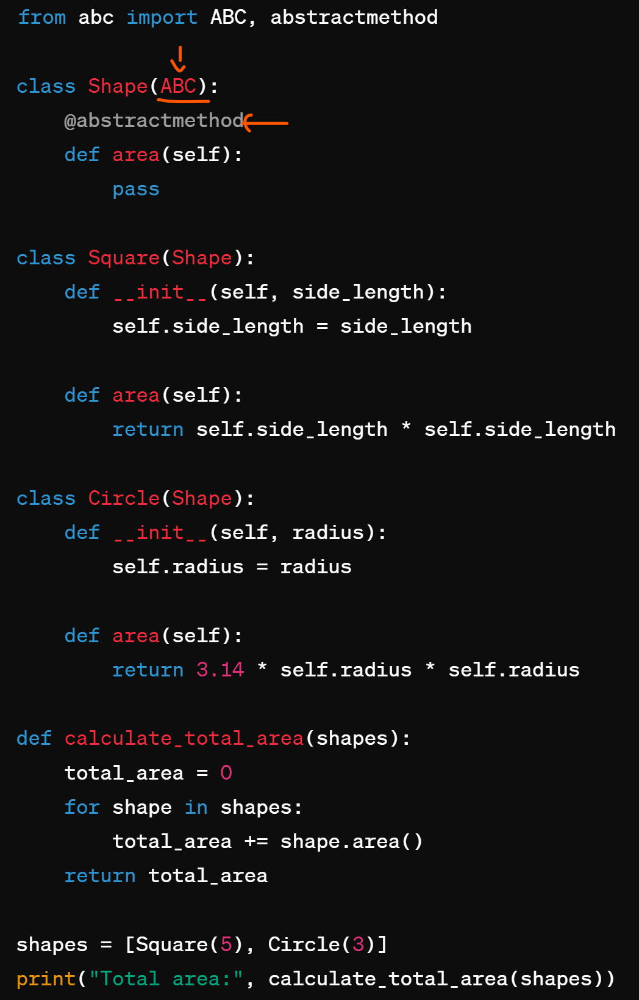 from abc import ABC, abstractmethod
class Shape(ABC):
    @abstractmethod
    def area(self):
        pass
class Square(Shape):
    def __init__(self, side_length):
        self.side_length = side_length
    def area(self):
        return self.side_length * self.side_length
class Circle(Shape):
    def __init__(self, radius):
        self.radius = radius
    def area(self):
        return 3.14 * self.radius * self.radius
def calculate_total_area(shapes):
    total_area = 0
    for shape in shapes:
        total_area += shape.area()
    return total_area
shapes = [Square(5), Circle(3)]
print("Total area:", calculate_total_area(shapes))